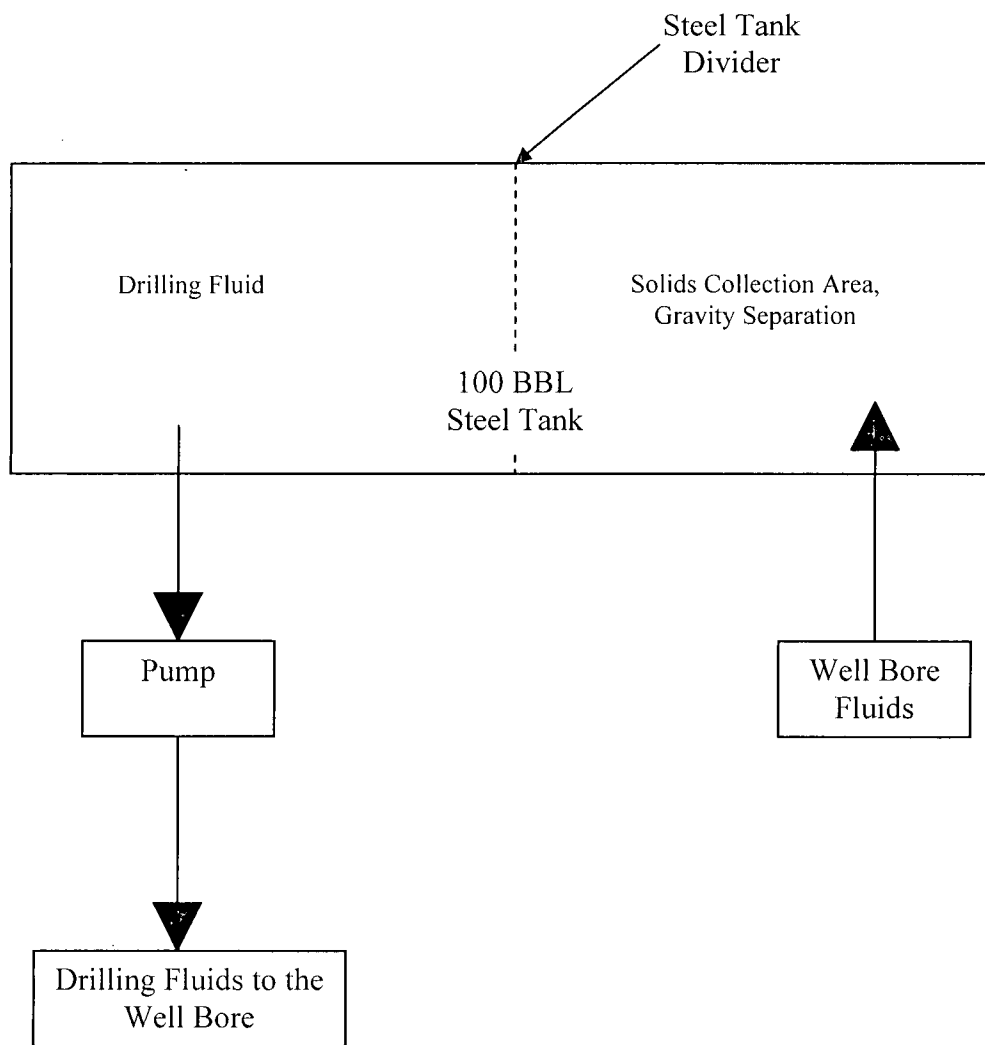 Steel Tank
Divider
Drilling Fluid
Solids Collection Area,
Gravity Separation
100 BBL
Steel Tank
Pump
Well Bore
Fluids
Drilling Fluids to the
Well Bore